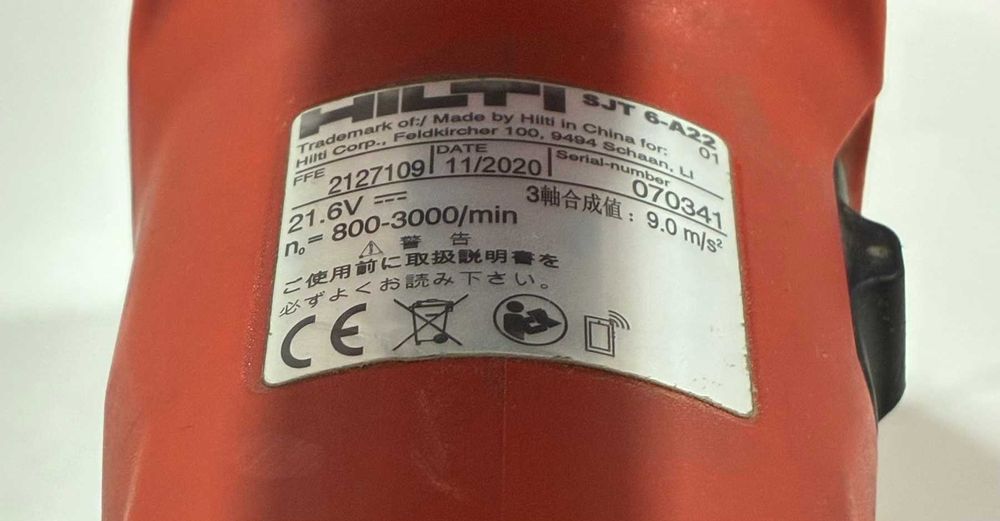 HILTI SJT 6-A22
01
Trademark of:/ Made by Hilti in China for:
Hilti Corp., Feldkircher 100, 9494 Schaan, LI
FFE 2127109 DATE 11/2020 Serial-number 070341
21.6V ⎓ 3軸合成値：9.0 m/s²
n₀= 800-3000/min
⚠ 警告
ご使用前に取扱説明書を
必ずよくお読み下さい。
CE